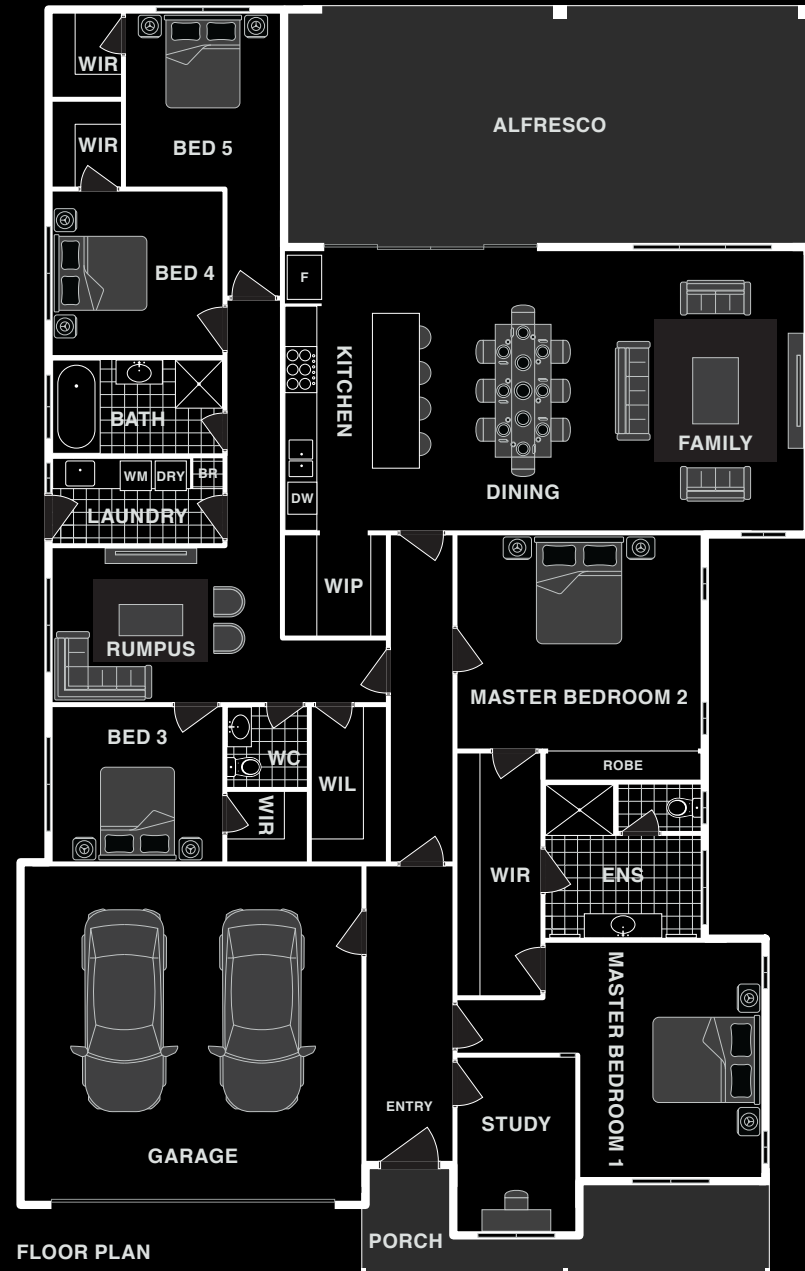 WIR
ALFRESCO
WIR
BED 5
BED 4
F
KITCHEN
BATH
FAMILY
WM
DRY
BR
DINING
DW
LAUNDRY
WIP
RUMPUS
MASTER BEDROOM 2
BED 3
WC
ROBE
WIL
WIR
WIR
ENS
MASTER BEDROOM 1
ENTRY
STUDY
GARAGE
PORCH
FLOOR PLAN